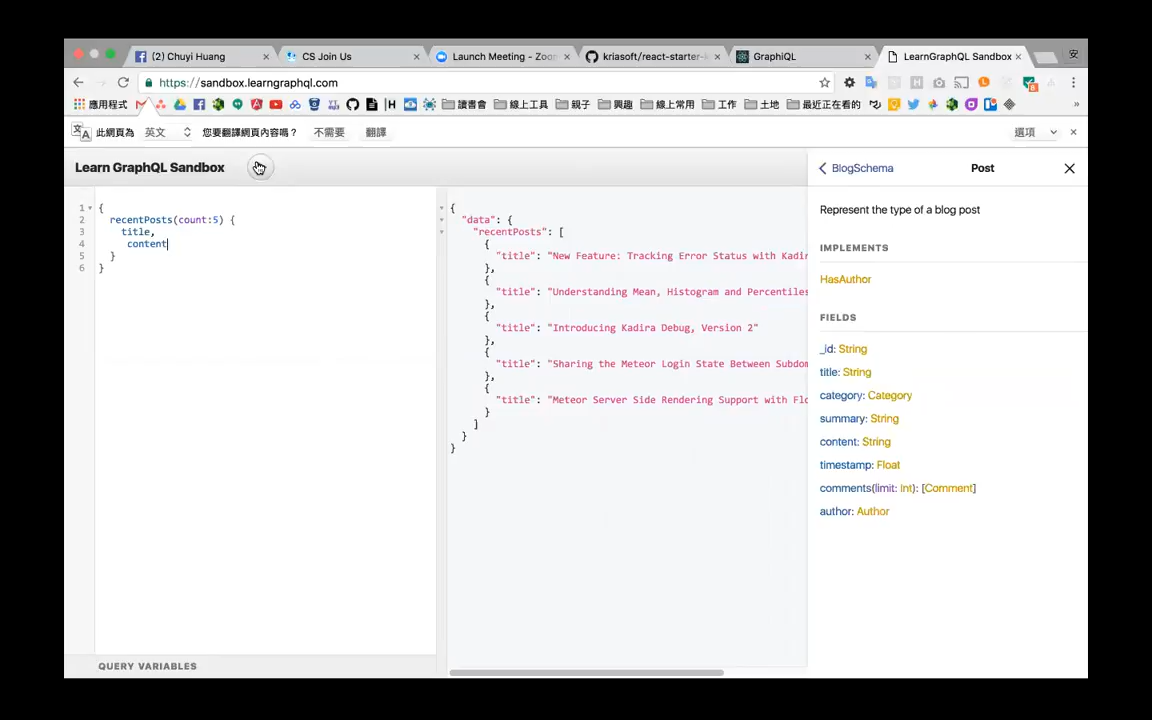 (2) Chuyi Huang
CS Join Us
Launch Meeting - Zoom
kriasoft/react-starter-k
GraphiQL
LearnGraphQL Sandbox
安
https://sandbox.learngraphql.com
應用程式
讀書會
線上工具
親子
興趣
線上常用
工作
土地
最近正在看的
此網頁為
英文
您要翻譯網頁內容嗎？
不需要
翻譯
選項
Learn GraphQL Sandbox
1 {
2 recentPosts(count:5) {
3 title,
4 content
5 }
6 }
QUERY VARIABLES
{
"data": {
"recentPosts": [
{
"title": "New Feature: Tracking Error Status with Kadir
},
{
"title": "Understanding Mean, Histogram and Percentiles
},
{
"title": "Introducing Kadira Debug, Version 2"
},
{
"title": "Sharing the Meteor Login State Between Subdom
},
{
"title": "Meteor Server Side Rendering Support with Flo
}
]
}
}
BlogSchema
Post
Represent the type of a blog post
IMPLEMENTS
HasAuthor
FIELDS
_id: String
title: String
category: Category
summary: String
content: String
timestamp: Float
comments(limit: Int): [Comment]
author: Author